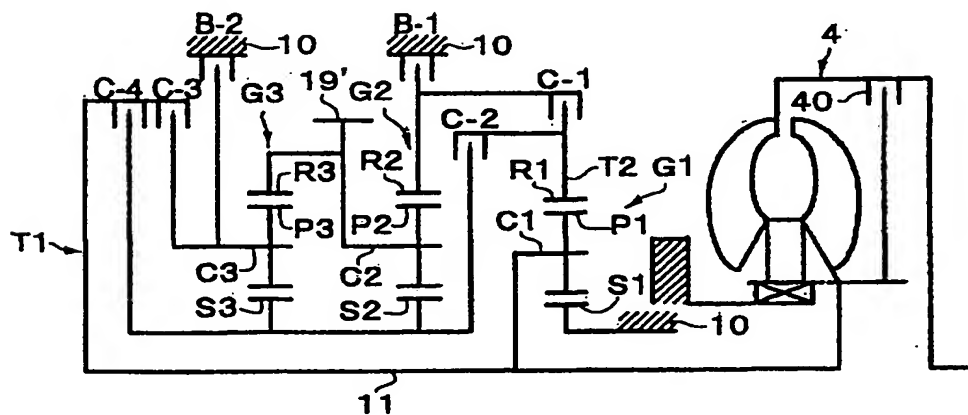 B-2 B-1 4
10 10
19'
C-4 C-3 C-1 40
G3 G2 C-2
R3 R2 R1 T2 G1
P3 P2 C1 P1
T1
C3 C2 S1
S3 S2 10
11